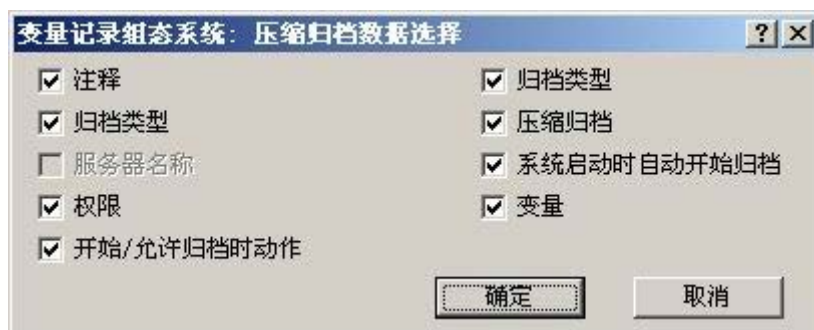 变量记录组态系统: 压缩归档数据选择
注释
归档类型
归档类型
压缩归档
服务器名称
系统启动时自动开始归档
权限
变量
开始/允许归档时动作
确定
取消